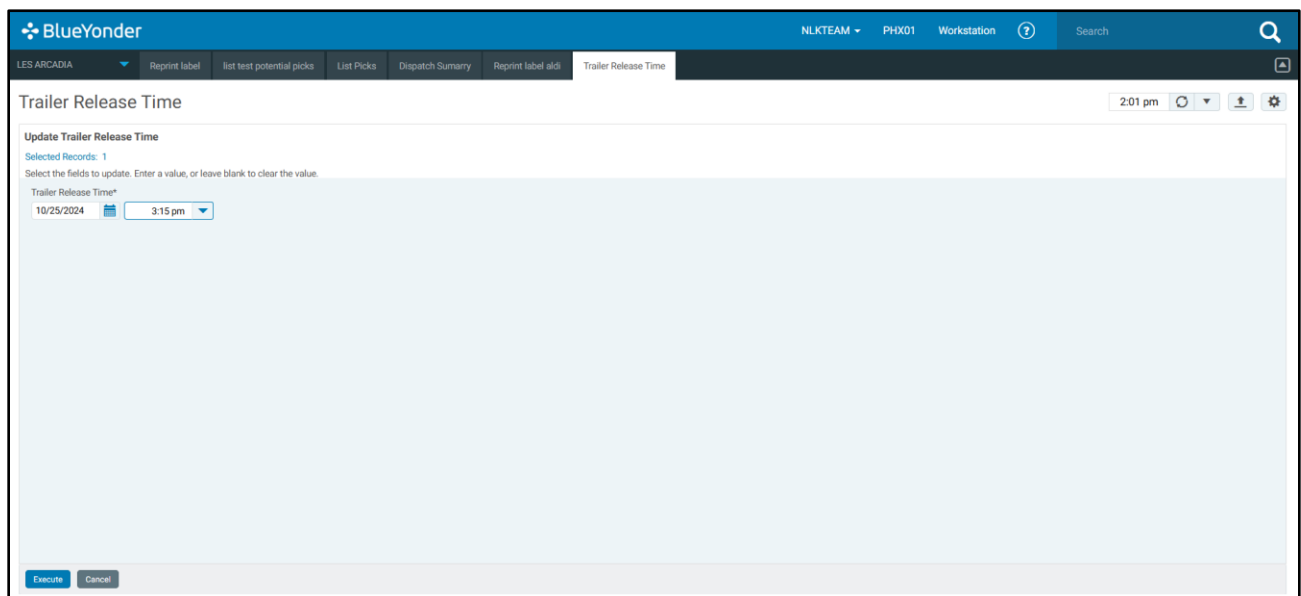 BlueYonder
NLKTEAM PHX01 Workstation ? Search
LES ARCADIA Reprint label list test potential picks List Picks Dispatch Sumarry Reprint label aldi Trailer Release Time
Trailer Release Time
2:01 pm
Update Trailer Release Time
Selected Records: 1
Select the fields to update. Enter a value, or leave blank to clear the value.
Trailer Release Time*
10/25/2024 3:15 pm
Execute Cancel